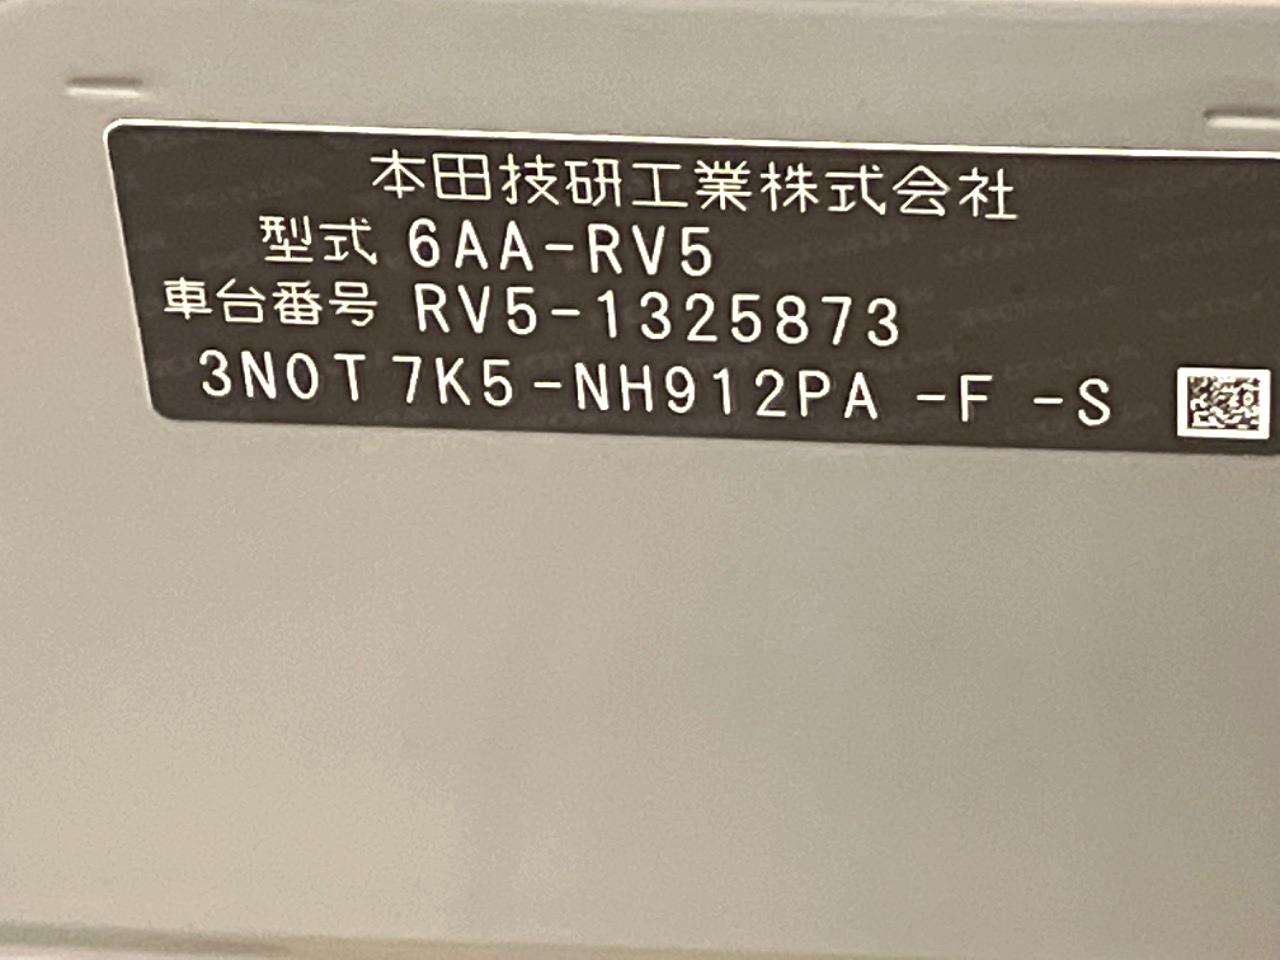 本田技研工業株式会社
型式 6AA-RV5
車台番号 RV5-1325873
3N0T 7K5-NH912PA -F -S